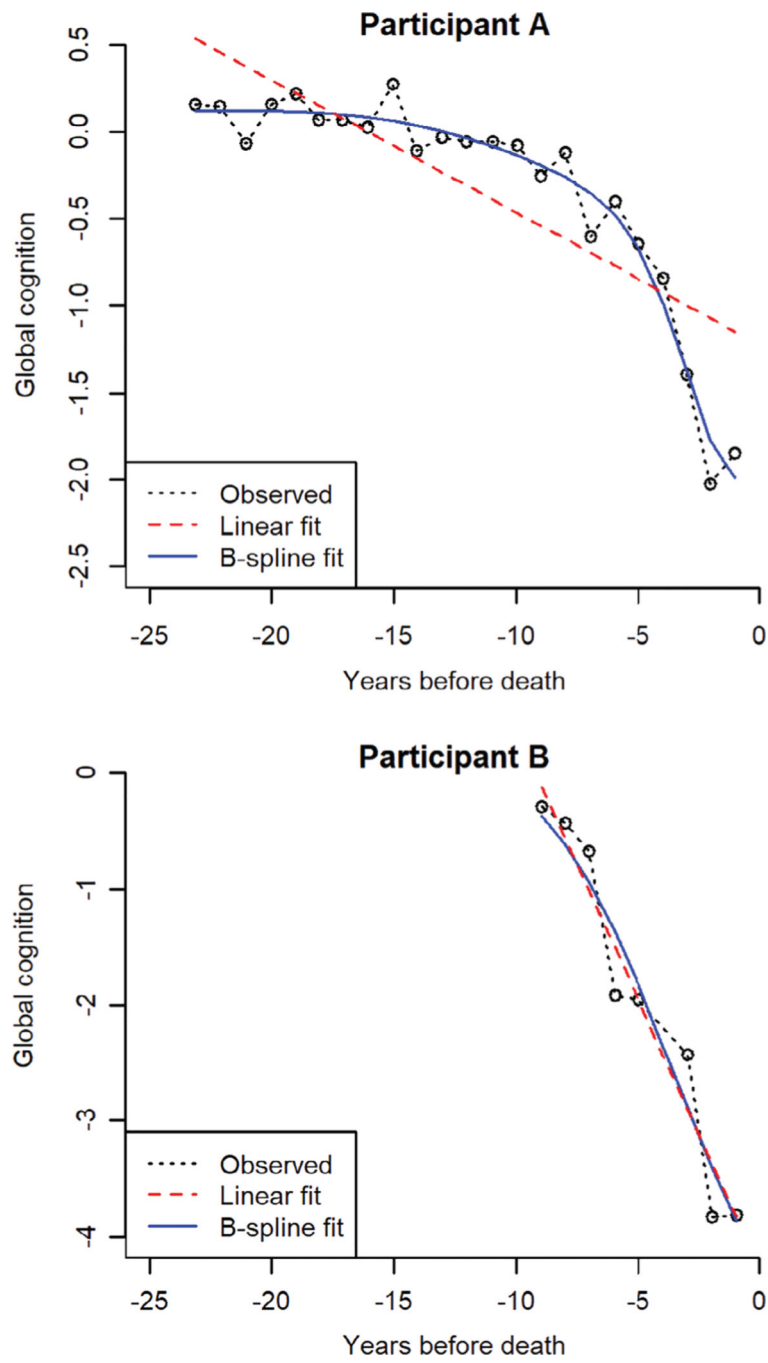 Participant A
Global cognition
0.5
0.0
-0.5
-1.0
-1.5
-2.0
-2.5
Observed
Linear fit
B-spline fit
-25 -20 -15 -10 -5 0
Years before death
Participant B
Global cognition
0
-1
-2
-3
-4
Observed
Linear fit
B-spline fit
-25 -20 -15 -10 -5 0
Years before death